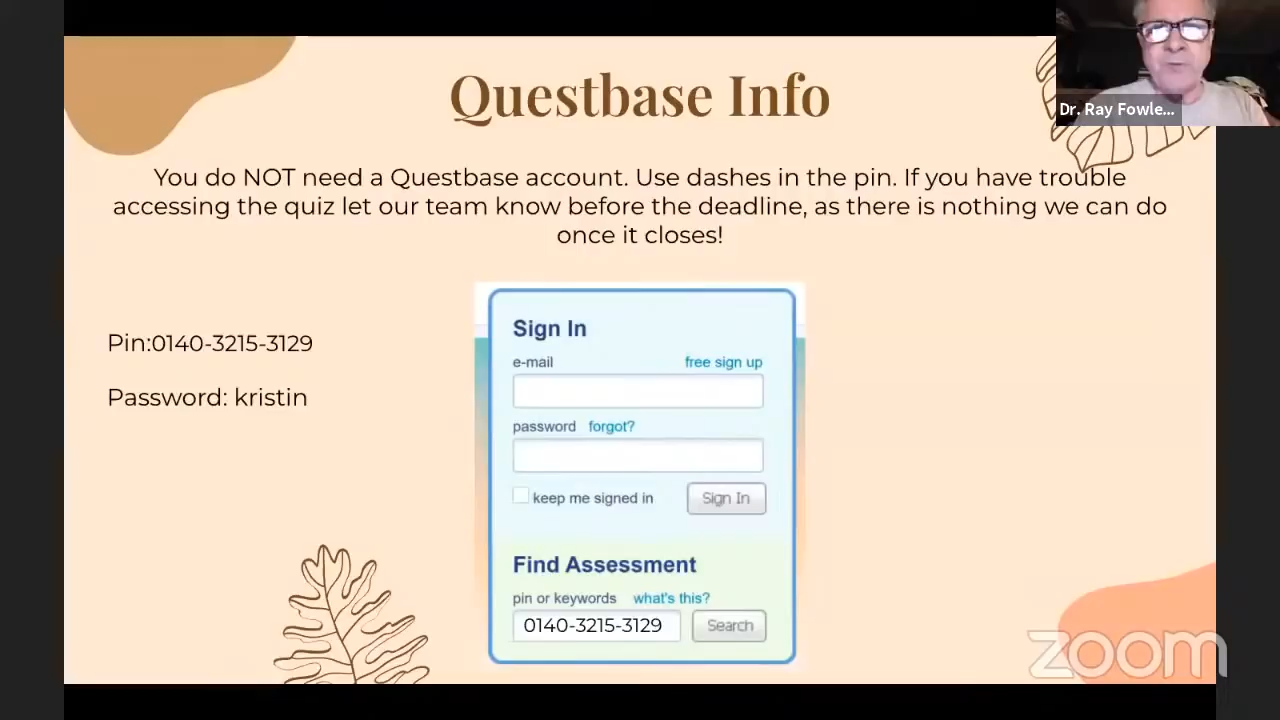 Questbase Info
Dr. Ray Fowle...
You do NOT need a Questbase account. Use dashes in the pin. If you have trouble
accessing the quiz let our team know before the deadline, as there is nothing we can do
once it closes!
Pin:0140-3215-3129
Password: kristin
Sign In
e-mail free sign up
password forgot?
keep me signed in Sign In
Find Assessment
pin or keywords what's this?
0140-3215-3129 Search
zoom